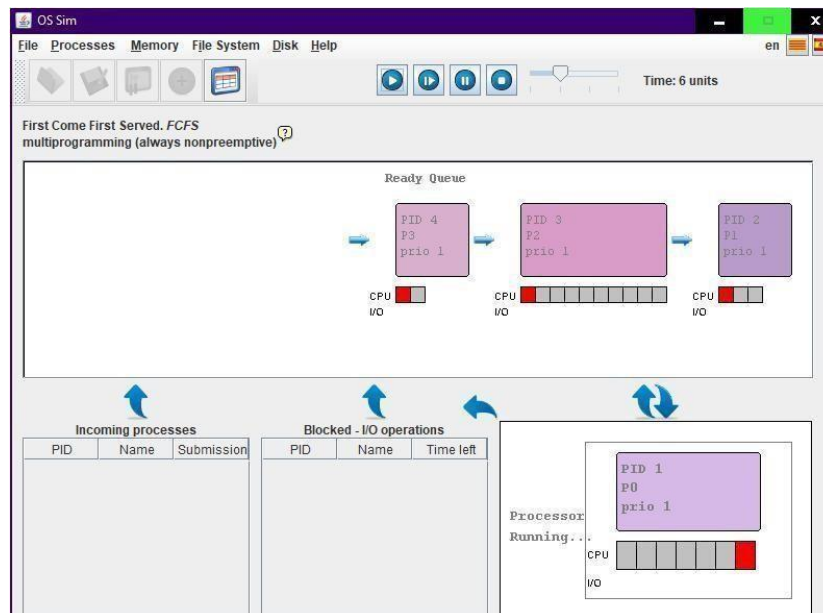 OS Sim
File Processes Memory File System Disk Help
en
Time: 6 units
First Come First Served. FCFS
multiprogramming (always nonpreemptive)
?
Ready Queue
PID 4
P3
prio 1
CPU
I/O
PID 3
P2
prio 1
CPU
I/O
PID 2
P1
prio 1
CPU
I/O
Incoming processes
PID Name Submission
Blocked - I/O operations
PID Name Time left
Processor
Running...
PID 1
P0
prio 1
CPU
I/O